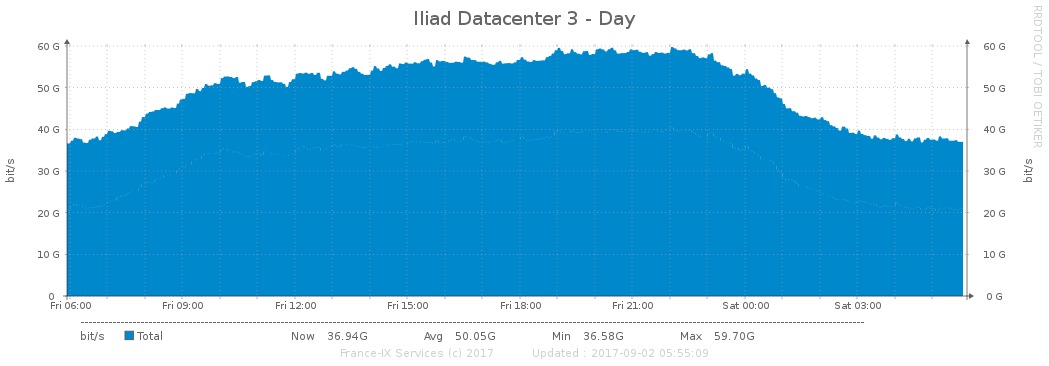 Iliad Datacenter 3 - Day
RRDTOOL / TOBI OETIKER
60 G 60 G
50 G 50 G
40 G 40 G
30 G 30 G
20 G 20 G
10 G 10 G
0 0 G
bit/s bit/s
Fri 06:00 Fri 09:00 Fri 12:00 Fri 15:00 Fri 18:00 Fri 21:00 Sat 00:00 Sat 03:00
bit/s Total Now 36.94G Avg 50.05G Min 36.58G Max 59.70G
France-IX Services (c) 2017 Updated : 2017-09-02 05:55:09